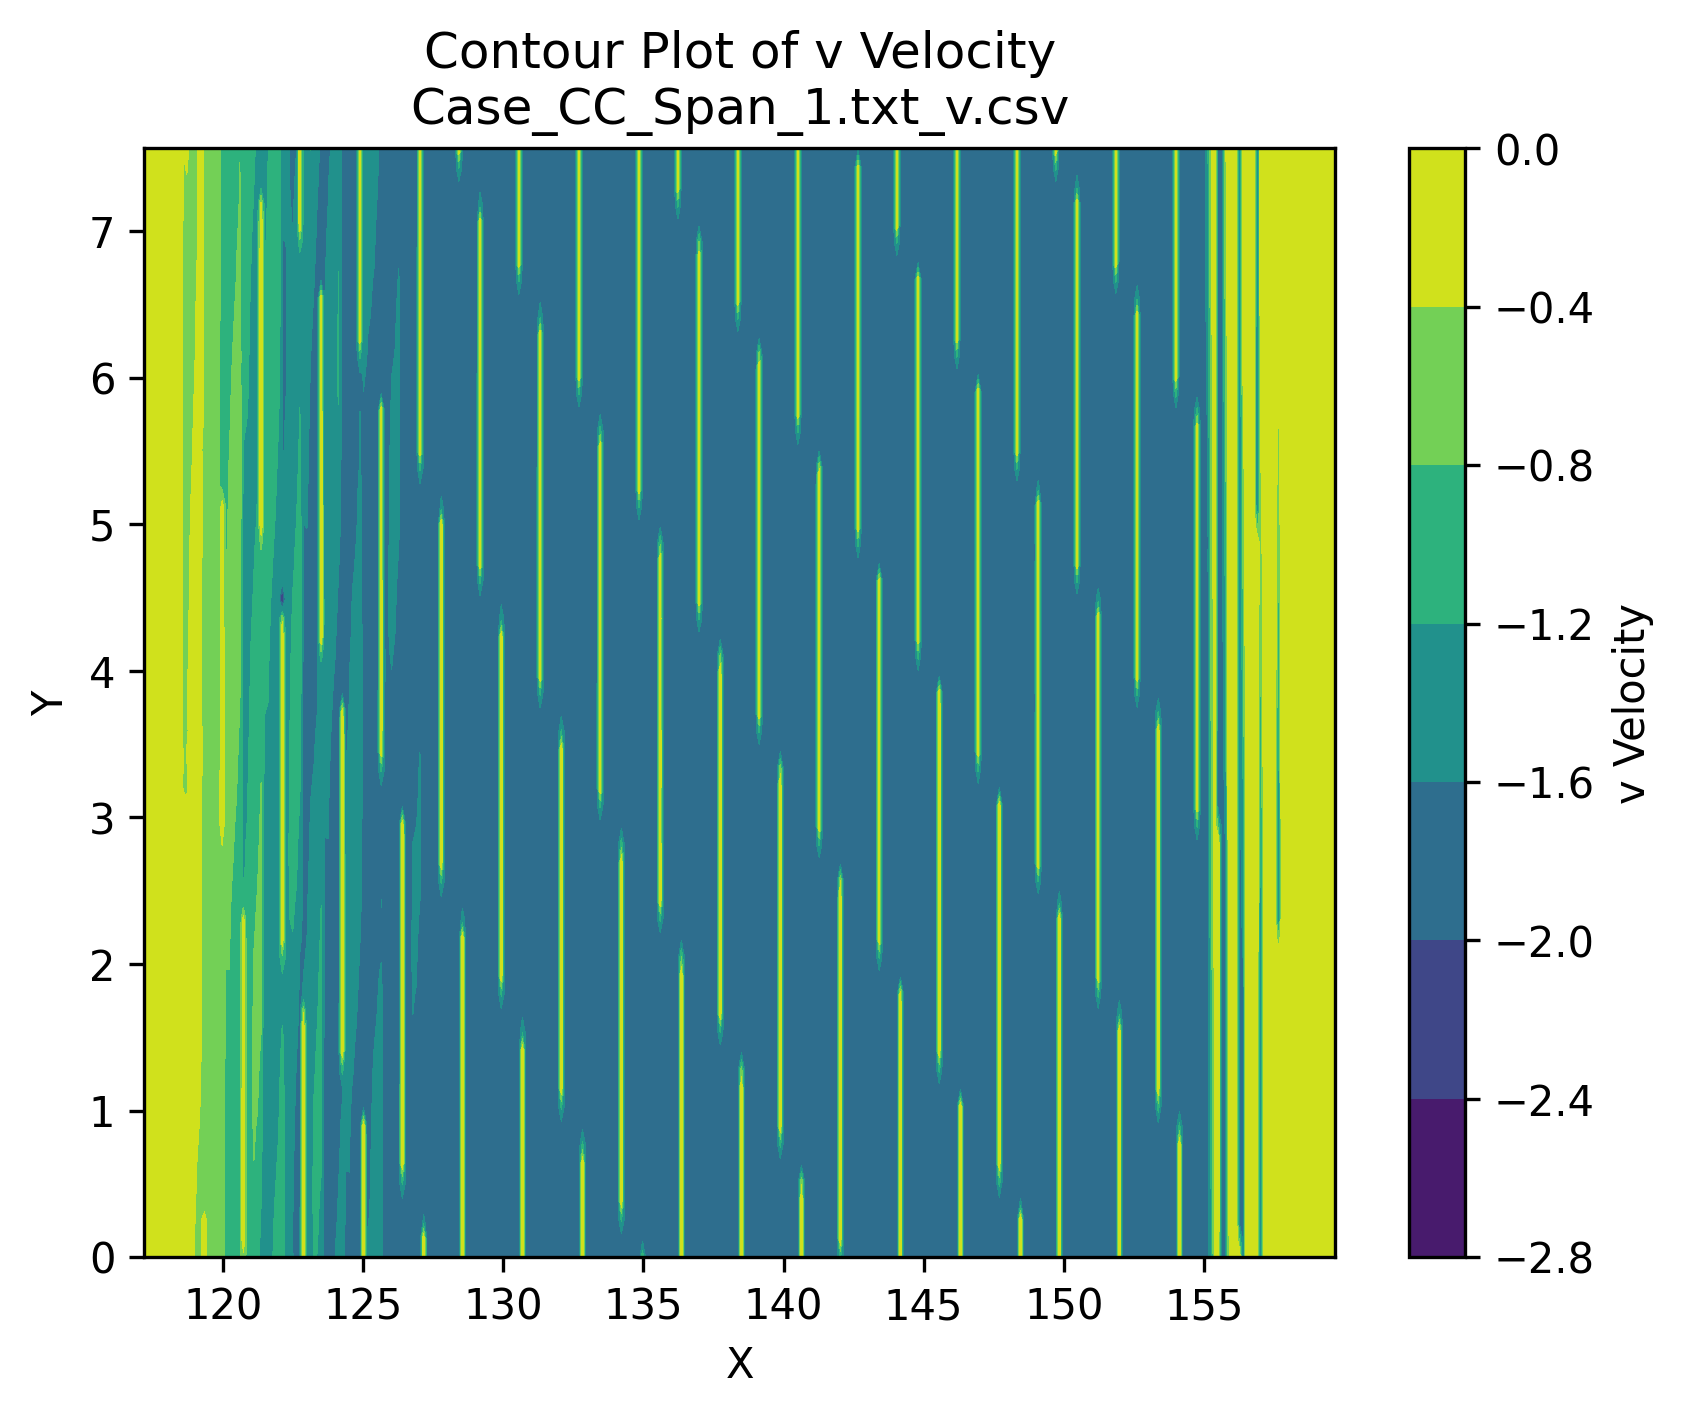 Contour Plot of v Velocity
Case_CC_Span_1.txt_v.csv
7
6
5
4
3
2
1
0
Y
120 125 130 135 140 145 150 155
X
0.0
−0.4
−0.8
−1.2
−1.6
−2.0
−2.4
−2.8
v Velocity